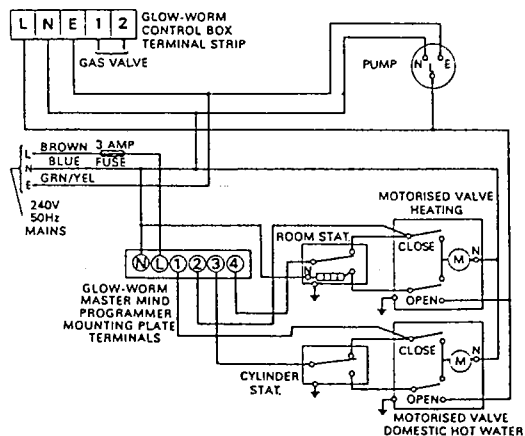 L N E 1 2
GLOW-WORM
CONTROL BOX
TERMINAL STRIP
GAS VALVE
PUMP
N L E
L BROWN 3 AMP
FUSE
N BLUE
E GRN/YEL
240V
50Hz
MAINS
MOTORISED VALVE
HEATING
ROOM STAT.
CLOSE
M N
N
OPEN
N L 1 2 3 4
GLOW-WORM
MASTER MIND
PROGRAMMER
MOUNTING PLATE
TERMINALS
CYLINDER
STAT.
CLOSE
M N
OPEN
MOTORISED VALVE
DOMESTIC HOT WATER